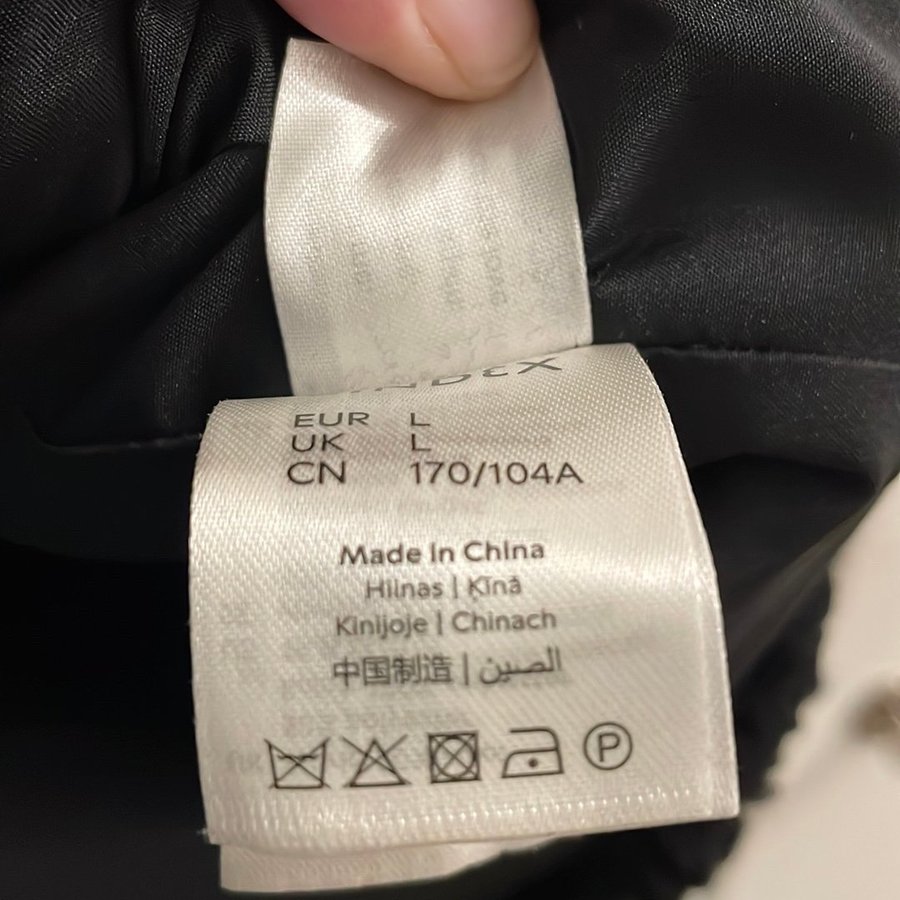 EUR L
UK L
CN 170/104A
Made in China
Hiinas | Ķīnā
Kinijoje | Chinach
中国制造 | الصين
P